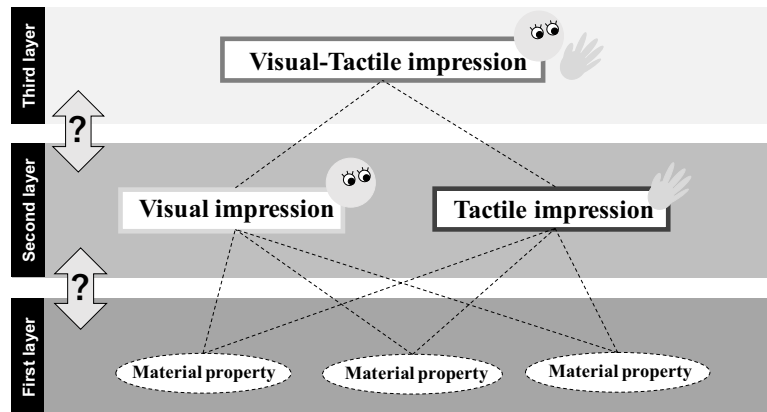 Third layer
Visual-Tactile impression
?
Second layer
Visual impression
Tactile impression
?
First layer
Material property
Material property
Material property